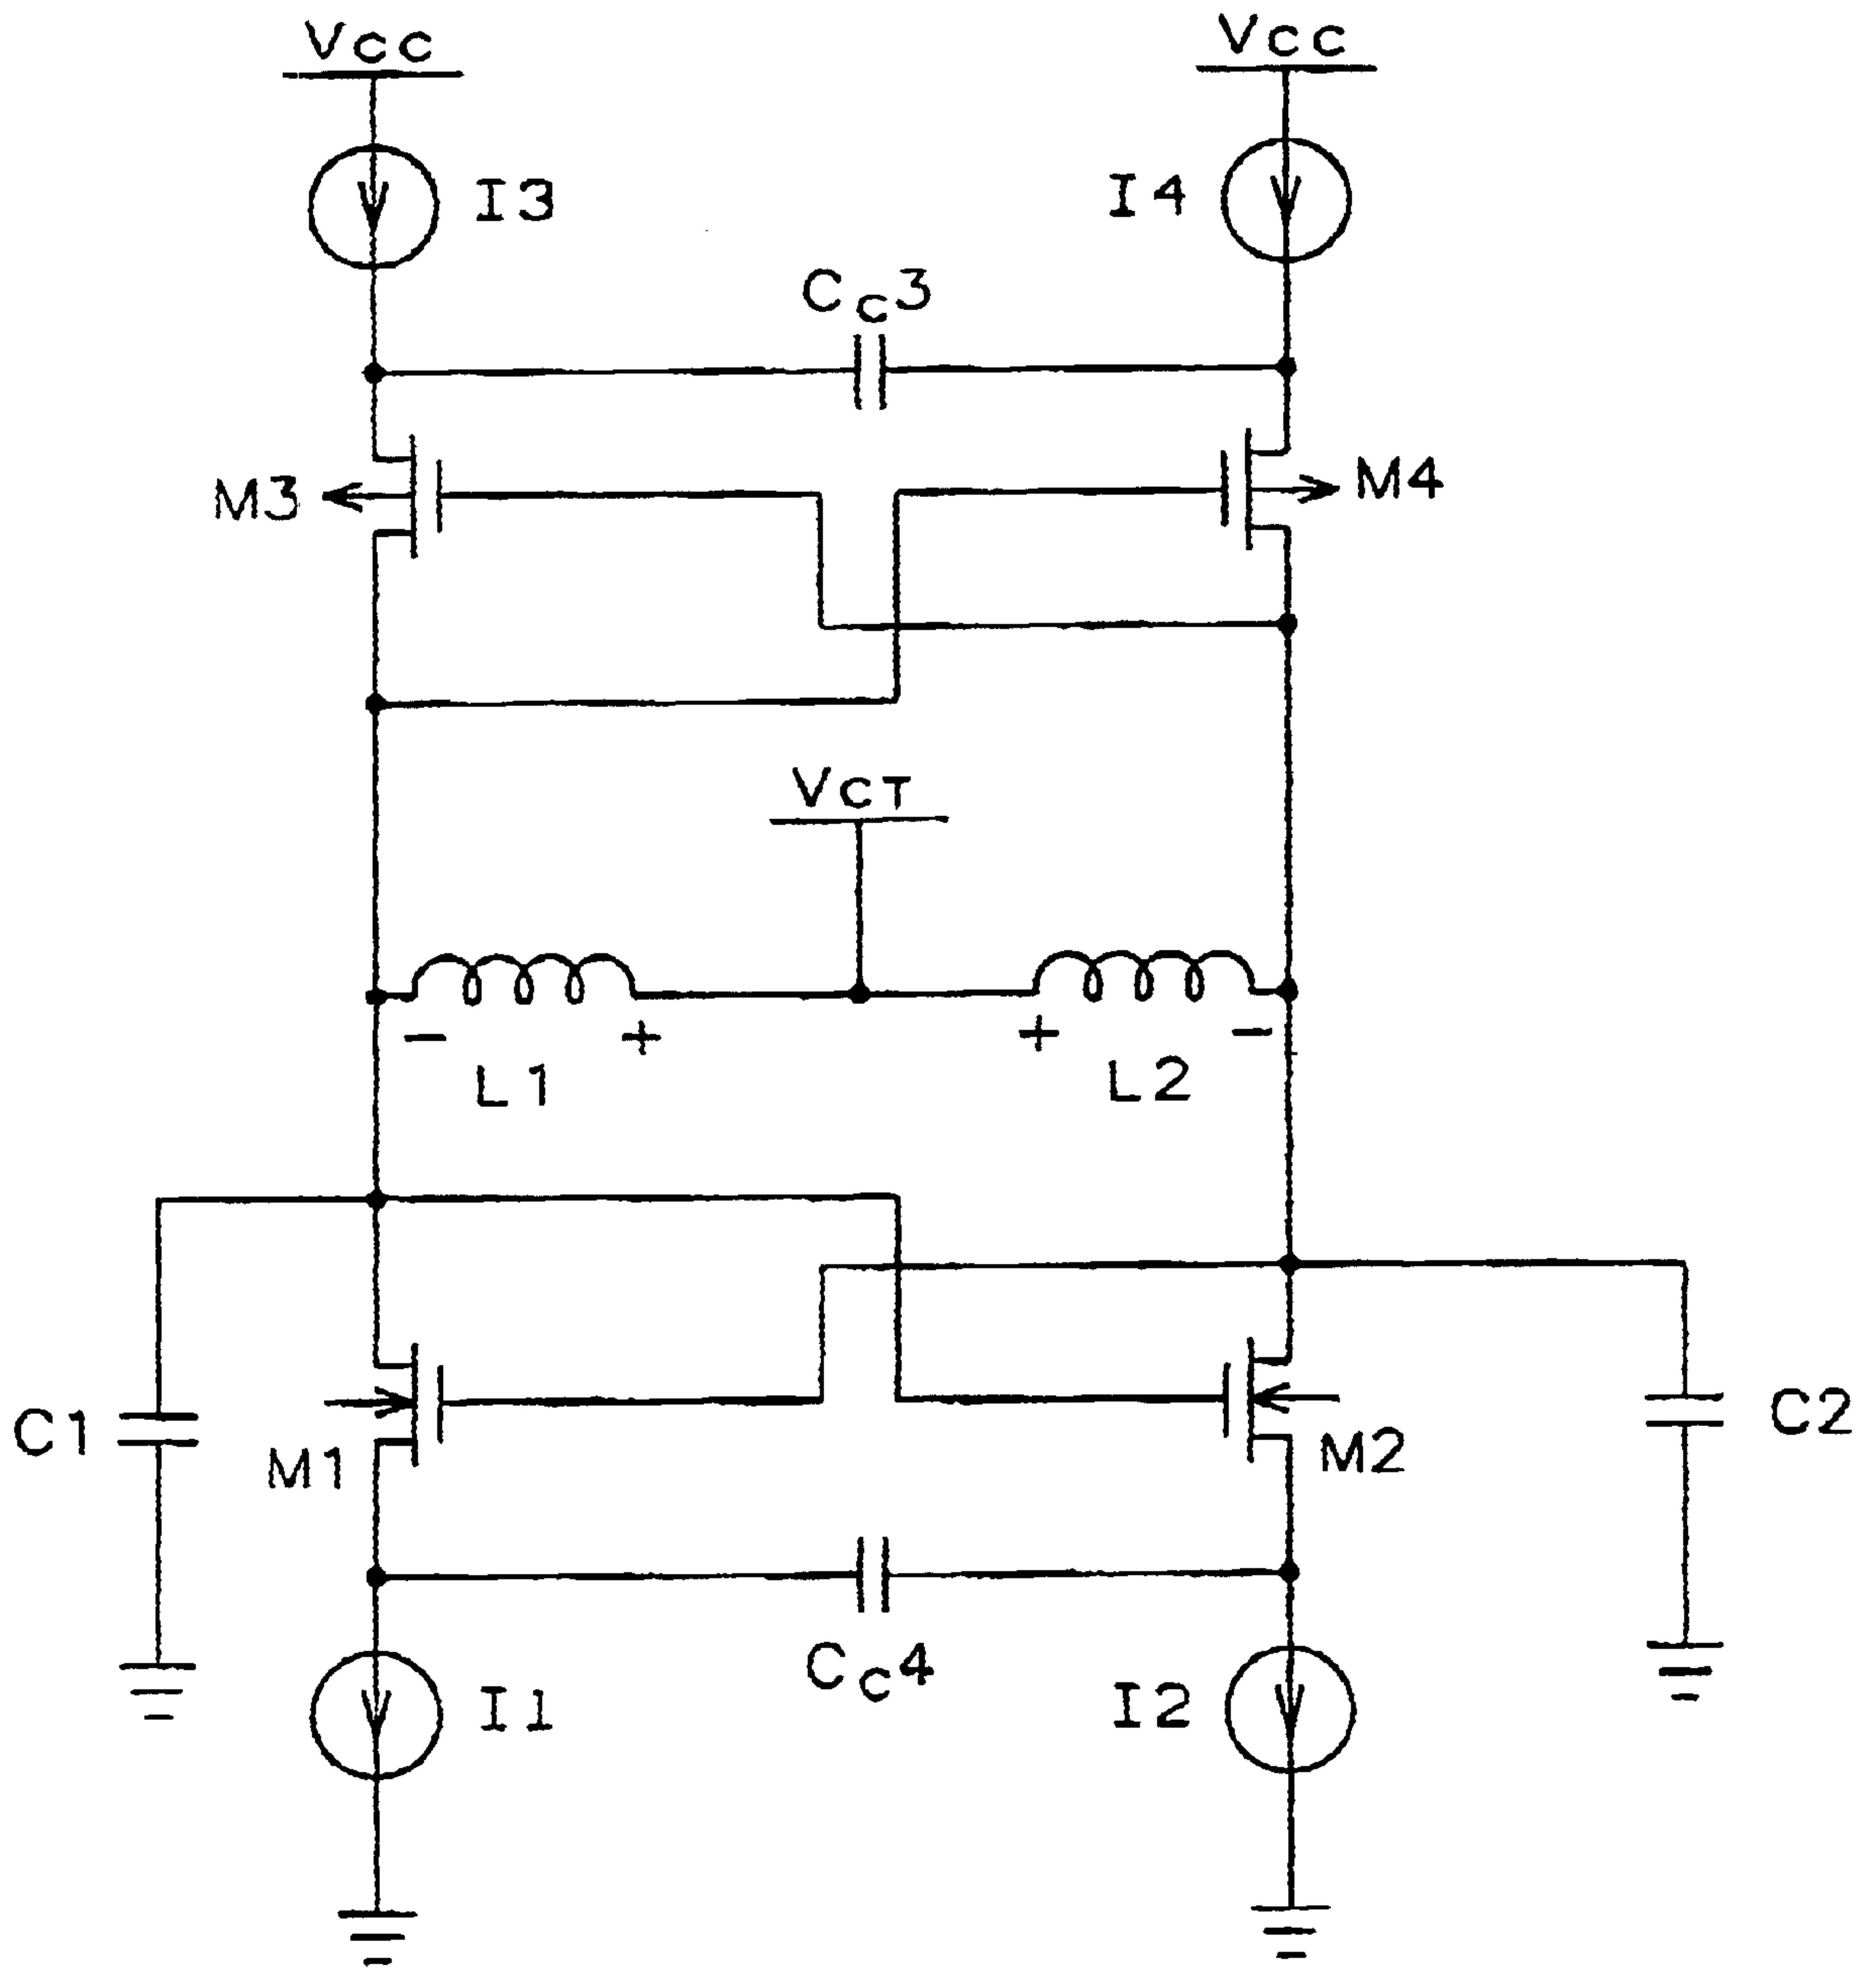 Vcc
Vcc
I3
I4
Cc3
M3
M4
VCT
- +
+ -
L1
L2
C1
M1
M2
C2
Cc4
I1
I2